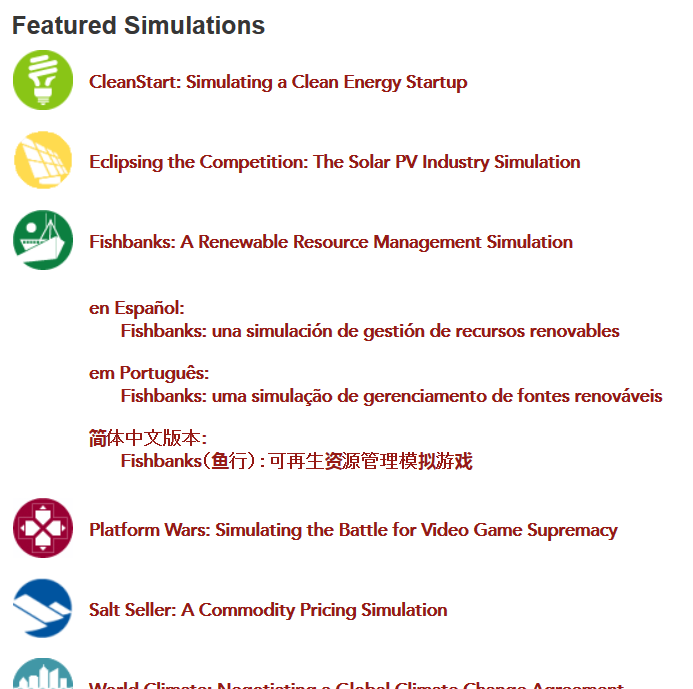 Featured Simulations
CleanStart: Simulating a Clean Energy Startup
Eclipsing the Competition: The Solar PV Industry Simulation
Fishbanks: A Renewable Resource Management Simulation
en Español:
Fishbanks: una simulación de gestión de recursos renovables
em Português:
Fishbanks: uma simulação de gerenciamento de fontes renováveis
简体中文版本:
Fishbanks(鱼行) : 可再生资源管理模拟游戏
Platform Wars: Simulating the Battle for Video Game Supremacy
Salt Seller: A Commodity Pricing Simulation
World Climate: Negotiating a Global Climate Change Agreement